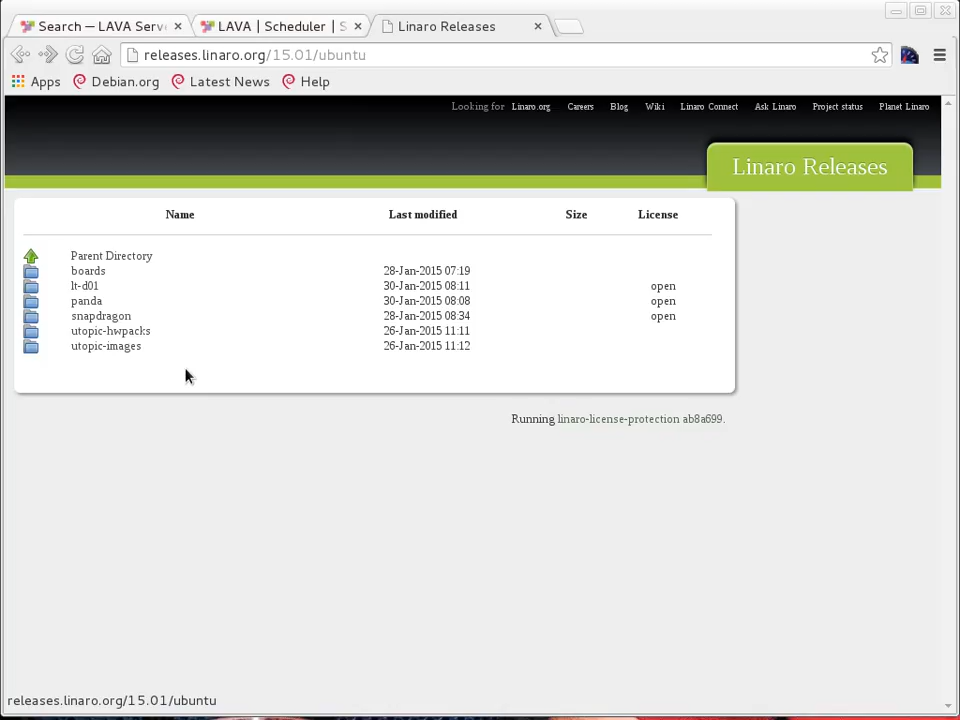 Search — LAVA Serv
LAVA | Scheduler | S
Linaro Releases
releases.linaro.org/15.01/ubuntu
Apps
Debian.org
Latest News
Help
Looking for Linaro.org Careers Blog Wiki Linaro Connect Ask Linaro Project status Planet Linaro
Linaro Releases
Name Last modified Size License
Parent Directory
boards 28-Jan-2015 07:19
lt-d01 30-Jan-2015 08:11 open
panda 30-Jan-2015 08:08 open
snapdragon 28-Jan-2015 08:34 open
utopic-hwpacks 26-Jan-2015 11:11
utopic-images 26-Jan-2015 11:12
Running linaro-license-protection ab8a699.
releases.linaro.org/15.01/ubuntu